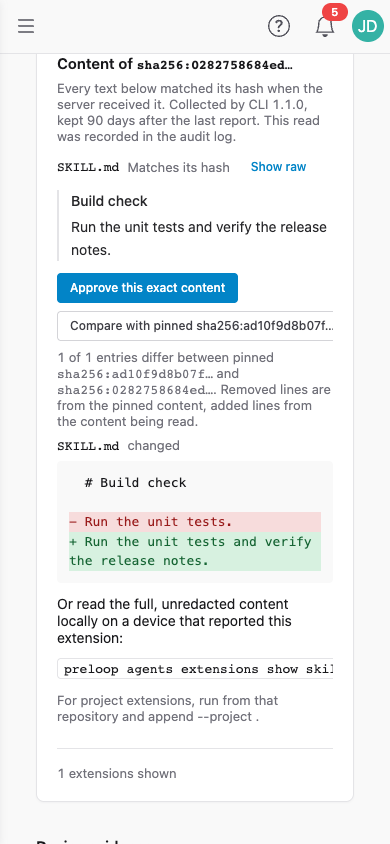 5
JD
Content of sha256:0282758684ed…
Every text below matched its hash when the
server received it. Collected by CLI 1.1.0,
kept 90 days after the last report. This read
was recorded in the audit log.
SKILL.md Matches its hash Show raw
Build check
Run the unit tests and verify the release
notes.
Approve this exact content
Compare with pinned sha256:ad10f9d8b07f…
1 of 1 entries differ between pinned
sha256:ad10f9d8b07f… and
sha256:0282758684ed…. Removed lines are
from the pinned content, added lines from
the content being read.
SKILL.md changed
# Build check
- Run the unit tests.
+ Run the unit tests and verify
the release notes.
Or read the full, unredacted content
locally on a device that reported this
extension:
preloop agents extensions show skil
For project extensions, run from that
repository and append --project .
1 extensions shown